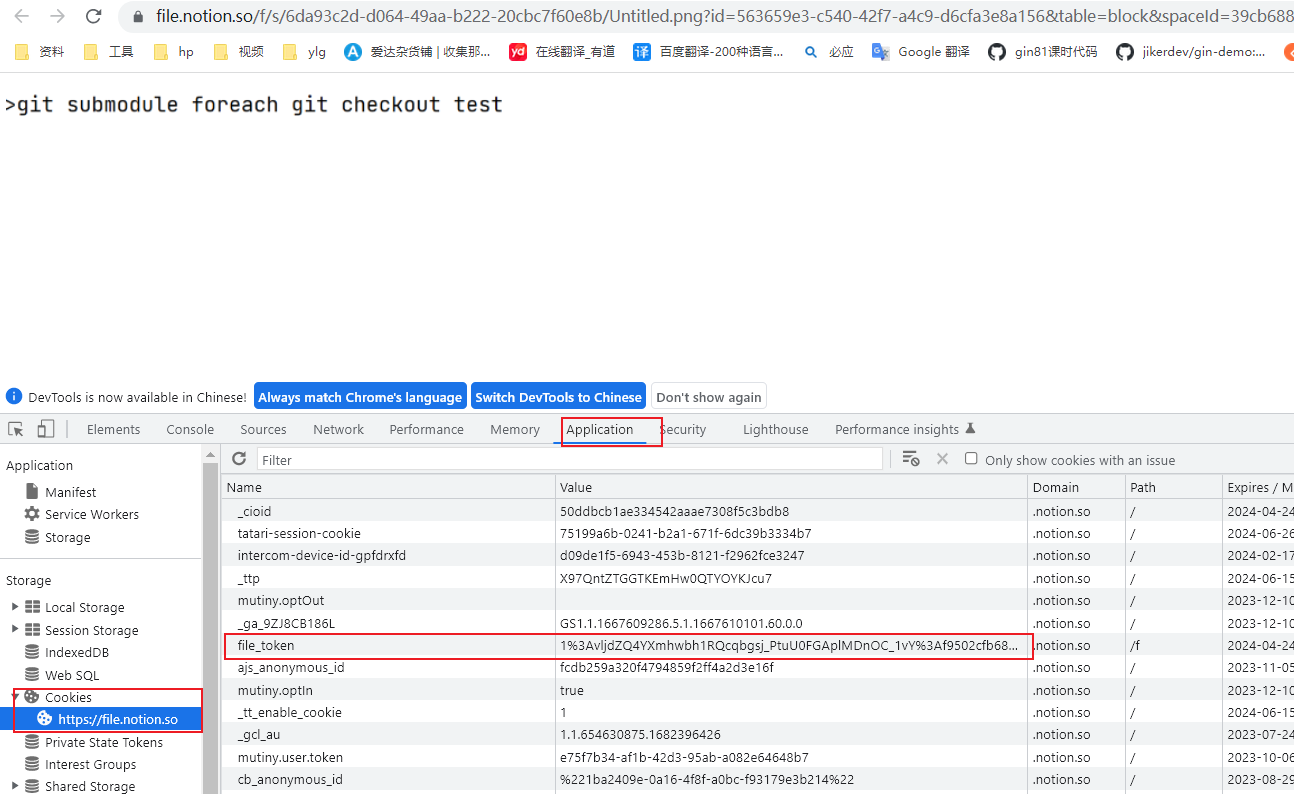 file.notion.so/f/s/6da93c2d-d064-49aa-b222-20cbc7f60e8b/Untitled.png?id=563659e3-c540-42f7-a4c9-d6cfa3e8a156&table=block&spaceId=39cb688
资料 工具 hp 视频 ylg 爱达杂货铺 | 收集那... yd 在线翻译_有道 译 百度翻译-200种语言... 必应 Google 翻译 gin81课时代码 jikerdev/gin-demo:...
>git submodule foreach git checkout test
DevTools is now available in Chinese! Always match Chrome's language Switch DevTools to Chinese Don't show again
Elements Console Sources Network Performance Memory Application Security Lighthouse Performance insights
Application
Filter Only show cookies with an issue
Manifest
Service Workers
Storage
Storage
Local Storage
Session Storage
IndexedDB
Web SQL
Cookies
https://file.notion.so
Private State Tokens
Interest Groups
Shared Storage
Name Value Domain Path Expires / M
_cioid 50ddbcb1ae334542aaae7308f5c3bdb8 .notion.so / 2024-04-24
tatari-session-cookie 75199a6b-0241-b2a1-671f-6dc39b3334b7 .notion.so / 2024-06-26
intercom-device-id-gpfdrxfd d09de1f5-6943-453b-8121-f2962fce3247 .notion.so / 2024-02-17
_ttp X97QntZTGGTKEmHw0QTYOYKJcu7 .notion.so / 2024-06-15
mutiny.optOut .notion.so / 2023-12-10
_ga_9ZJ8CB186L GS1.1.1667609286.5.1.1667610101.60.0.0 .notion.so / 2023-12-10
file_token 1%3AvljdZQ4YXmhwbh1RQcqbgsj_PtuU0FGAplMDnOC_1vY%3Af9502cfb68... .notion.so /f 2024-04-24
ajs_anonymous_id fcdb259a320f4794859f2ff4a2d3e16f .notion.so / 2023-11-05
mutiny.optIn true .notion.so / 2023-12-10
_tt_enable_cookie 1 .notion.so / 2024-06-15
_gcl_au 1.1.654630875.1682396426 .notion.so / 2023-07-24
mutiny.user.token e75f7b34-af1b-42d3-95ab-a082e64648b7 .notion.so / 2023-10-06
cb_anonymous_id %221ba2409e-0a16-4f8f-a0bc-f93179e3b214%22 .notion.so / 2023-08-29